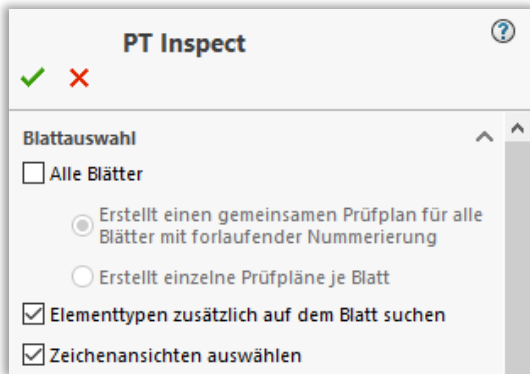 PT Inspect
?
Blattauswahl
Alle Blätter
Erstellt einen gemeinsamen Prüfplan für alle
Blätter mit forlaufender Nummerierung
Erstellt einzelne Prüfpläne je Blatt
Elementtypen zusätzlich auf dem Blatt suchen
Zeichenansichten auswählen